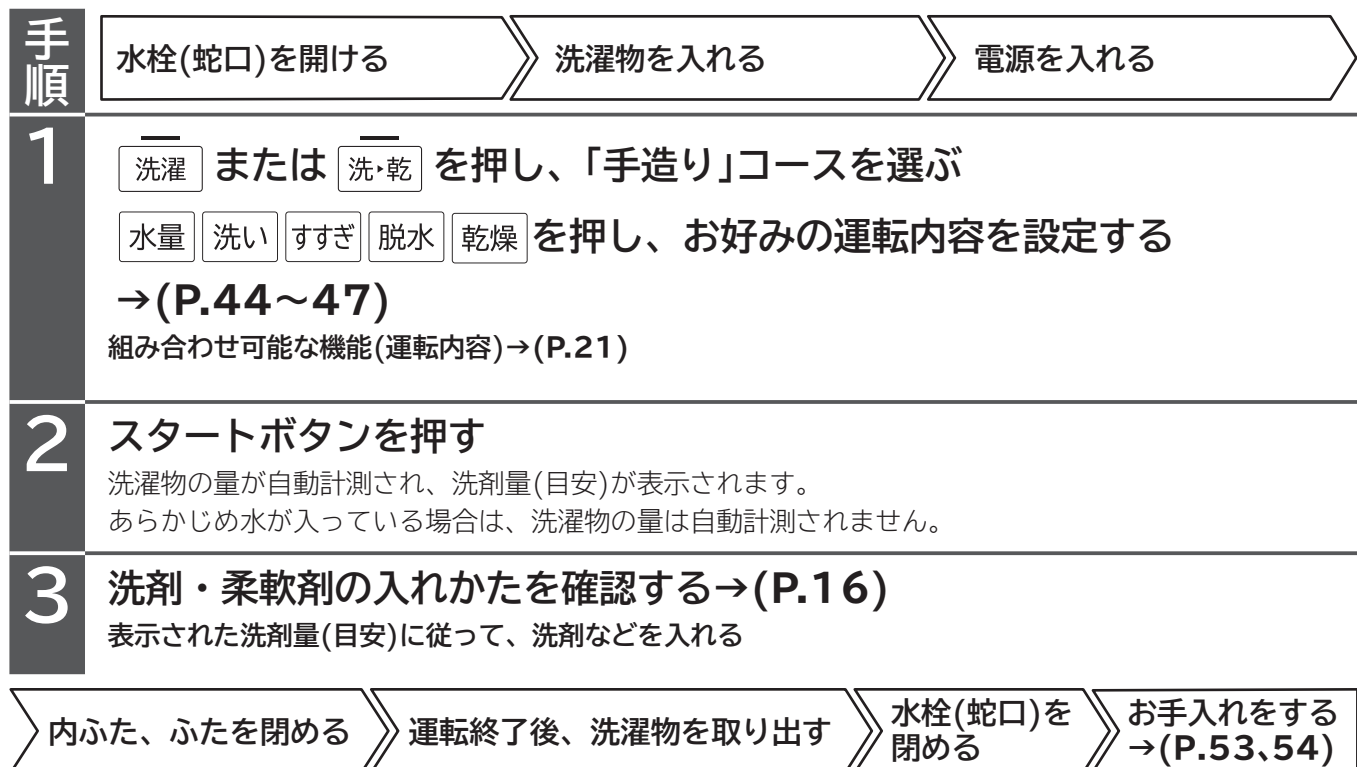 手順
水栓(蛇口)を開ける 洗濯物を入れる 電源を入れる
1
洗濯 または 洗・乾 を押し、「手造り」コースを選ぶ
水量 洗い すすぎ 脱水 乾燥 を押し、お好みの運転内容を設定する
→(P.44～47)
組み合わせ可能な機能(運転内容)→(P.21)
2
スタートボタンを押す
洗濯物の量が自動計測され、洗剤量(目安)が表示されます。
あらかじめ水が入っている場合は、洗濯物の量は自動計測されません。
3
洗剤・柔軟剤の入れかたを確認する→(P.16)
表示された洗剤量(目安)に従って、洗剤などを入れる
内ふた、ふたを閉める 運転終了後、洗濯物を取り出す
水栓(蛇口)を
閉める
お手入れをする
→(P.53、54)